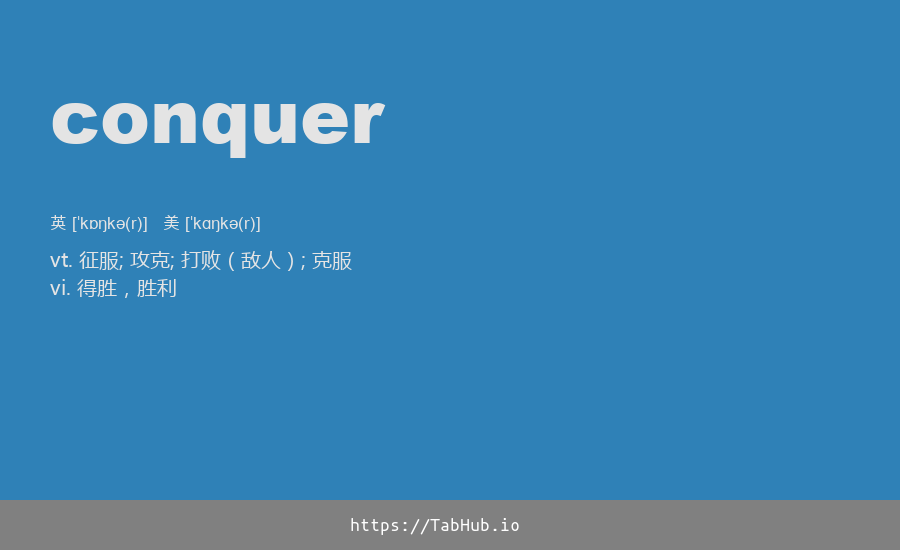 conquer
英 [ˈkɒŋkə(r)] 美 [ˈkɑŋkə(r)]
vt. 征服; 攻克; 打败（敌人）; 克服
vi. 得胜，胜利
https://TabHub.io